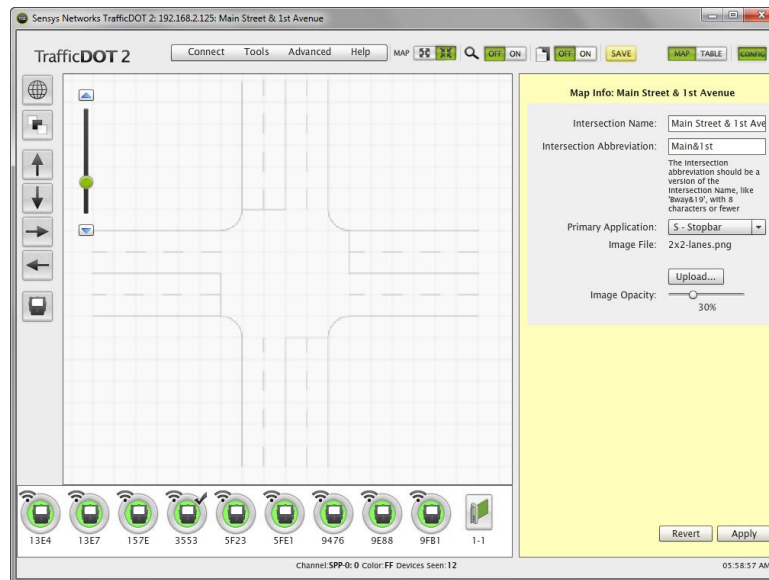 Sensys Networks TrafficDOT 2: 192.168.2.125: Main Street & 1st Avenue
TrafficDOT 2
Connect Tools Advanced Help
MAP
OFF ON
OFF ON
SAVE
MAP TABLE
CONFIG
Map Info: Main Street & 1st Avenue
Intersection Name: Main Street & 1st Ave
Intersection Abbreviation: Main&1st
The Intersection
abbreviation should be a
version of the
Intersection Name, like
'Bway&19', with 8
characters or fewer
Primary Application: S - Stopbar
Image File: 2x2-lanes.png
Upload...
Image Opacity:
30%
Revert Apply
13E4 13E7 157E 3553 5F23 5FE1 9476 9E88 9FB1 1-1
Channel:SPP-0: 0 Color:FF Devices Seen:12
05:58:57 AM